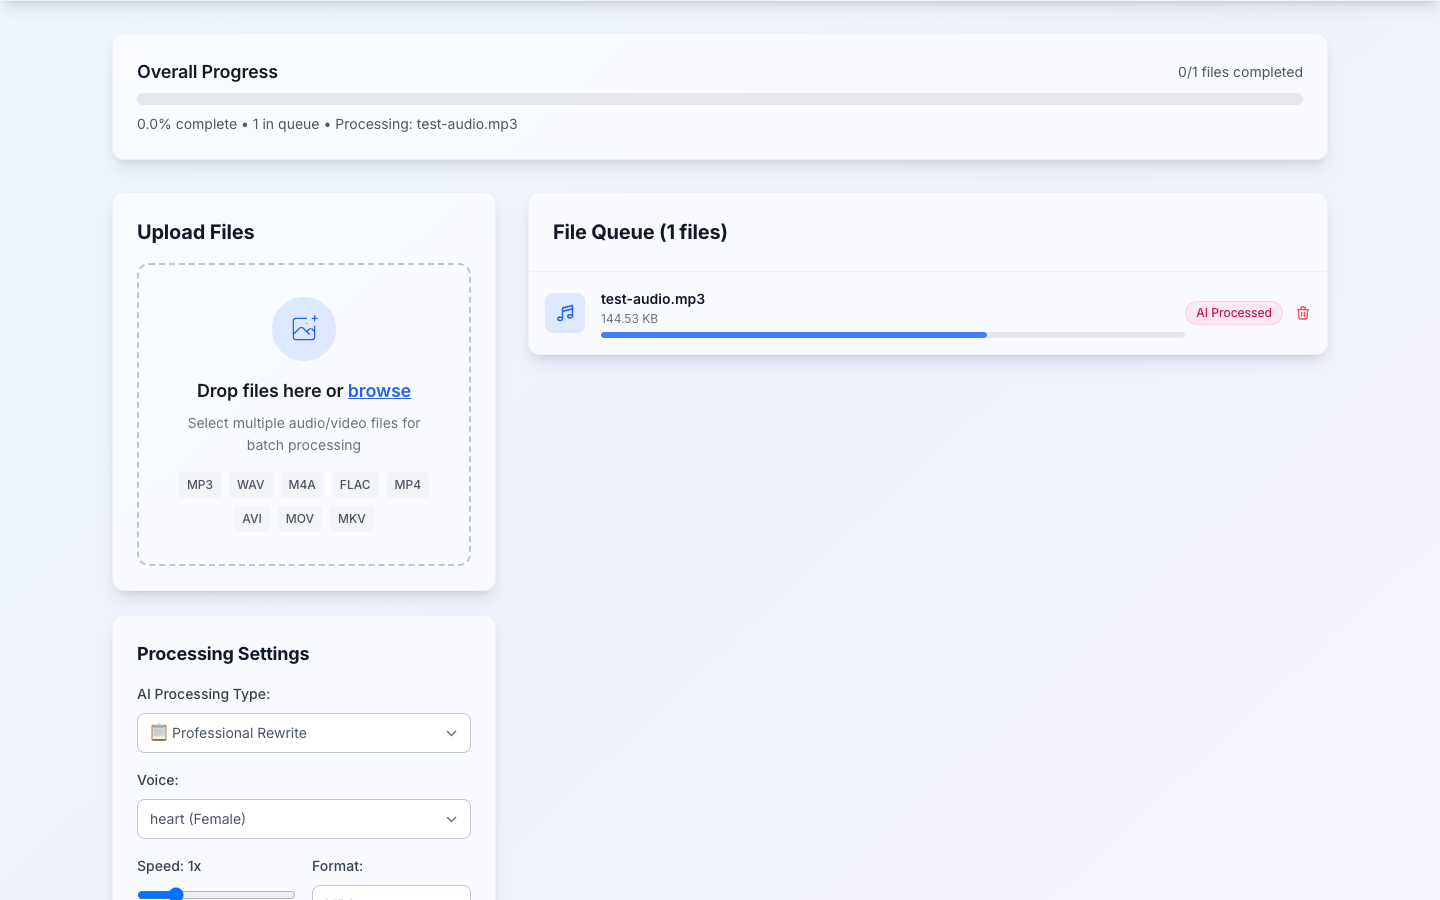 Overall Progress
0/1 files completed
0.0% complete • 1 in queue • Processing: test-audio.mp3
Upload Files
Drop files here or browse
Select multiple audio/video files for
batch processing
MP3 WAV M4A FLAC MP4
AVI MOV MKV
File Queue (1 files)
test-audio.mp3
144.53 KB
AI Processed
Processing Settings
AI Processing Type:
📋 Professional Rewrite
Voice:
heart (Female)
Speed: 1x
Format: